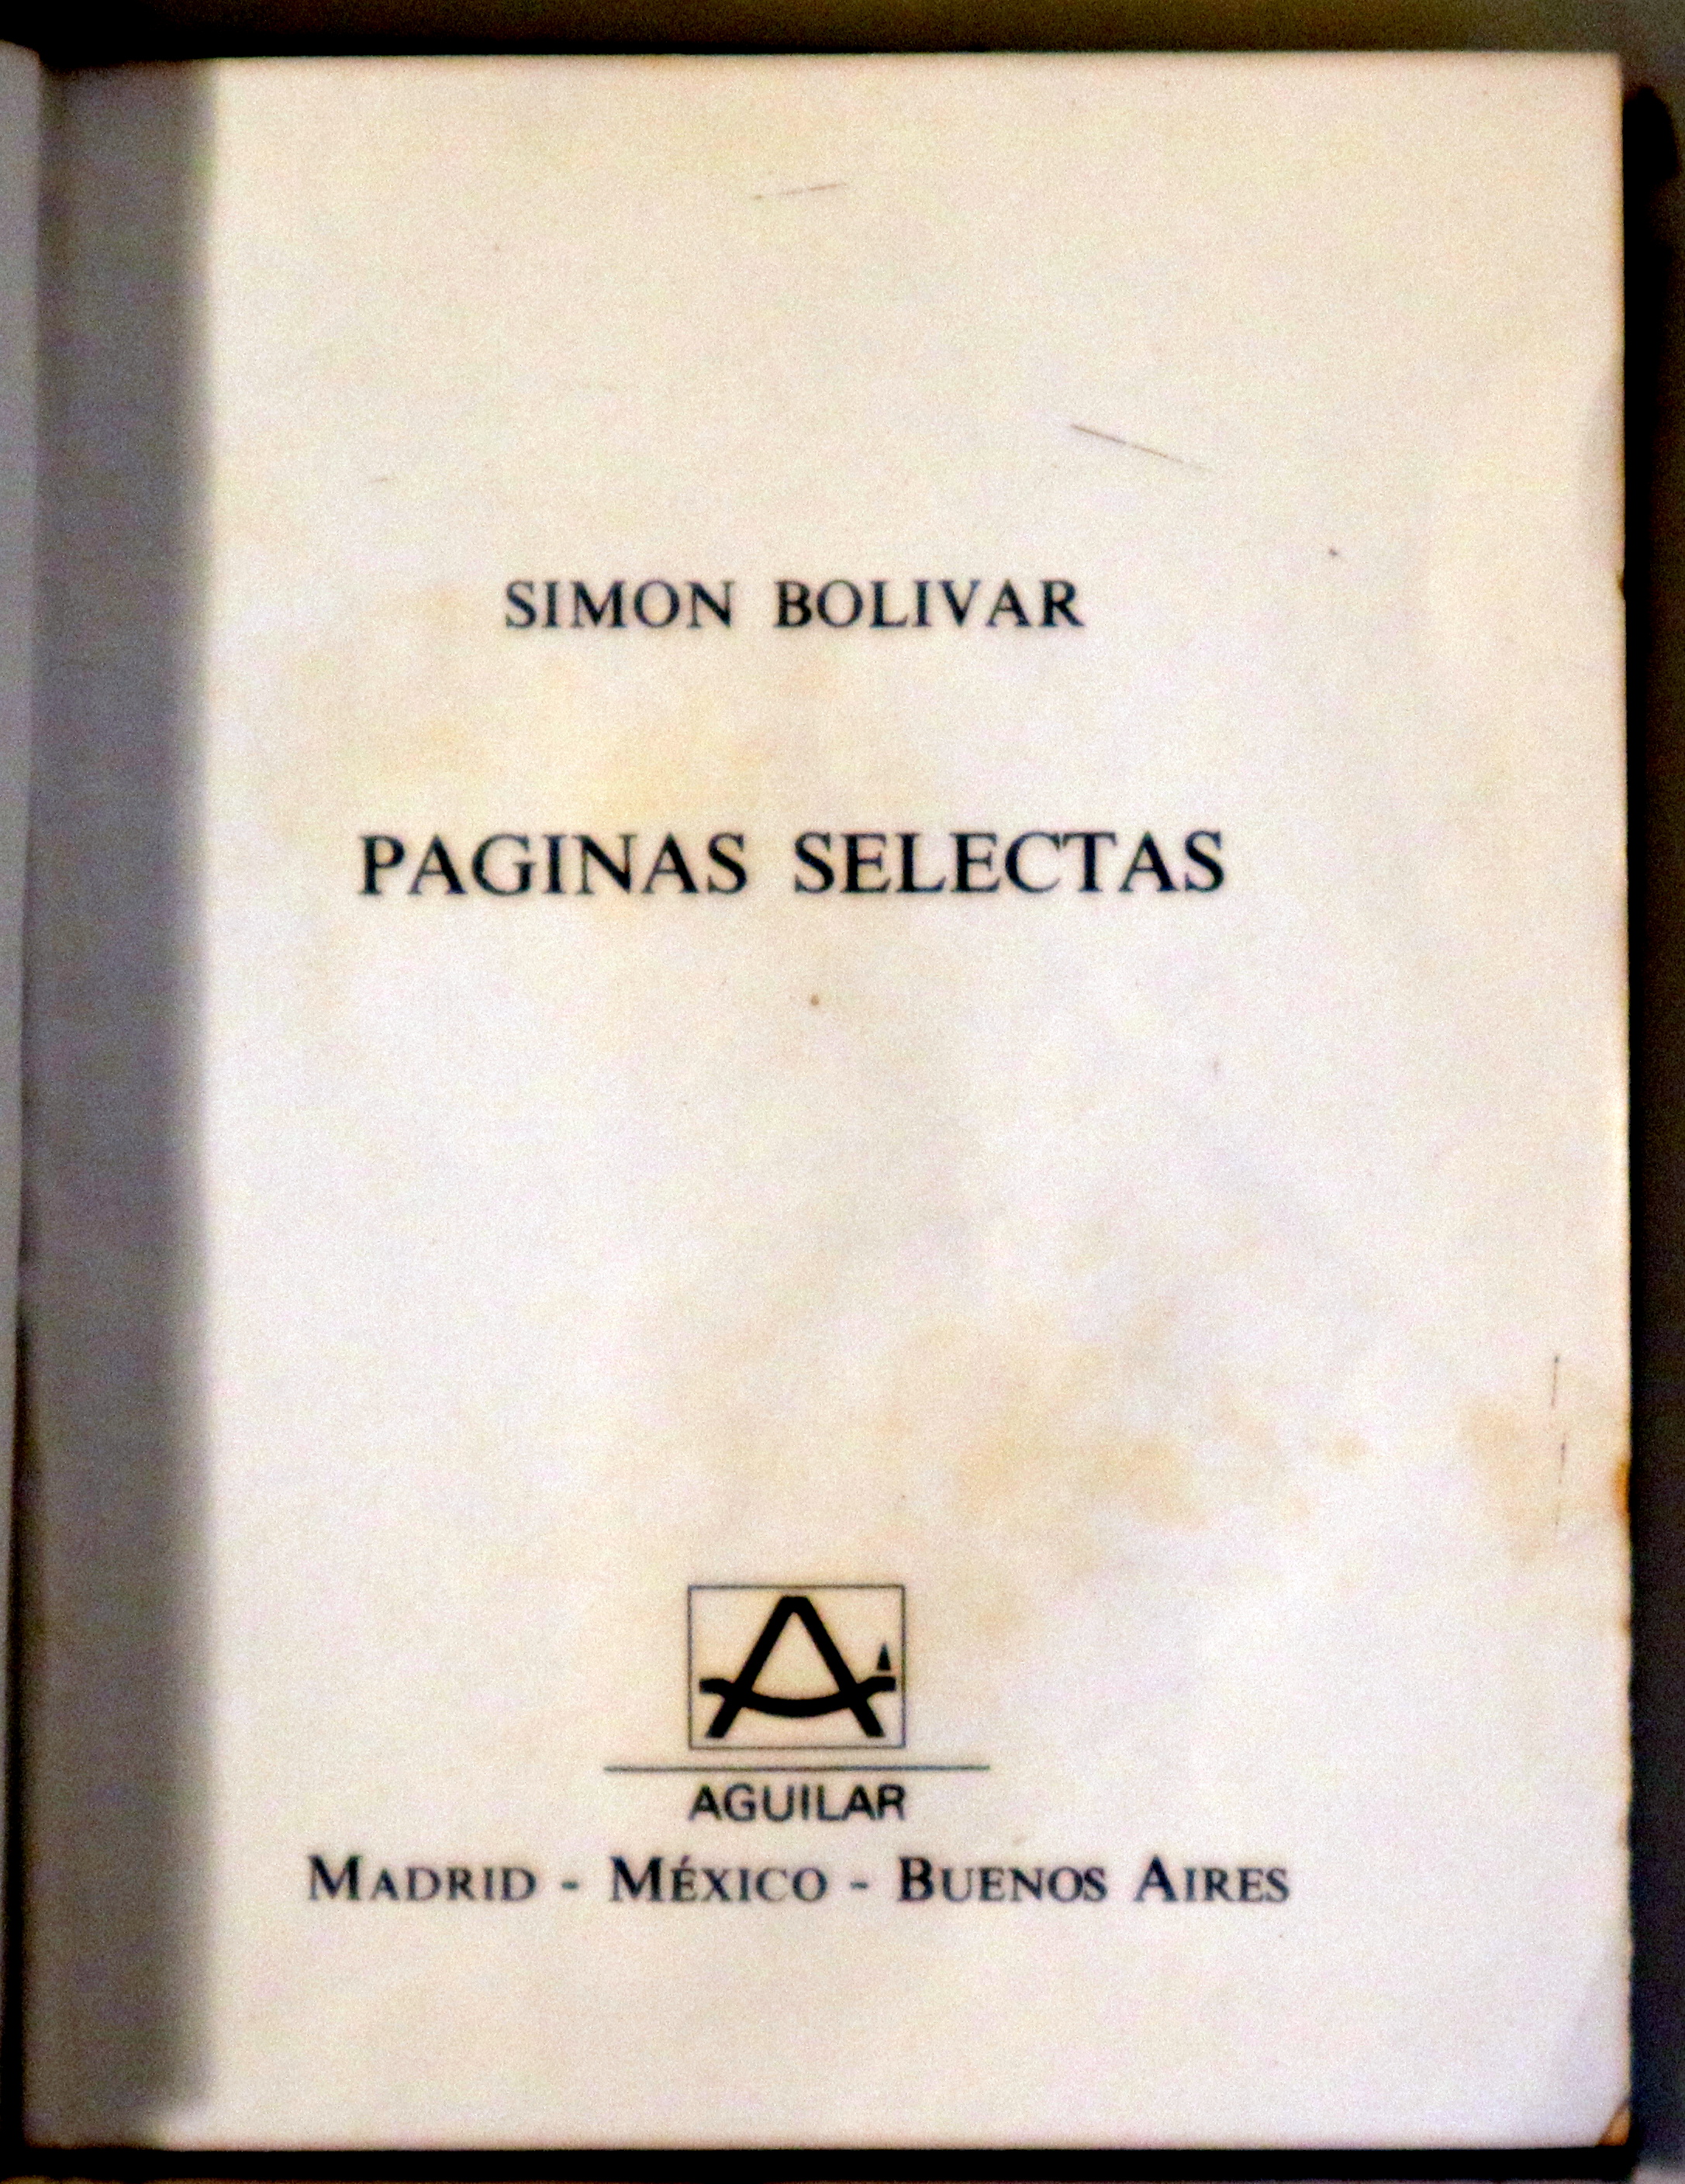 SIMON BOLIVAR
PAGINAS SELECTAS
A
AGUILAR
MADRID - MÉXICO - BUENOS AIRES